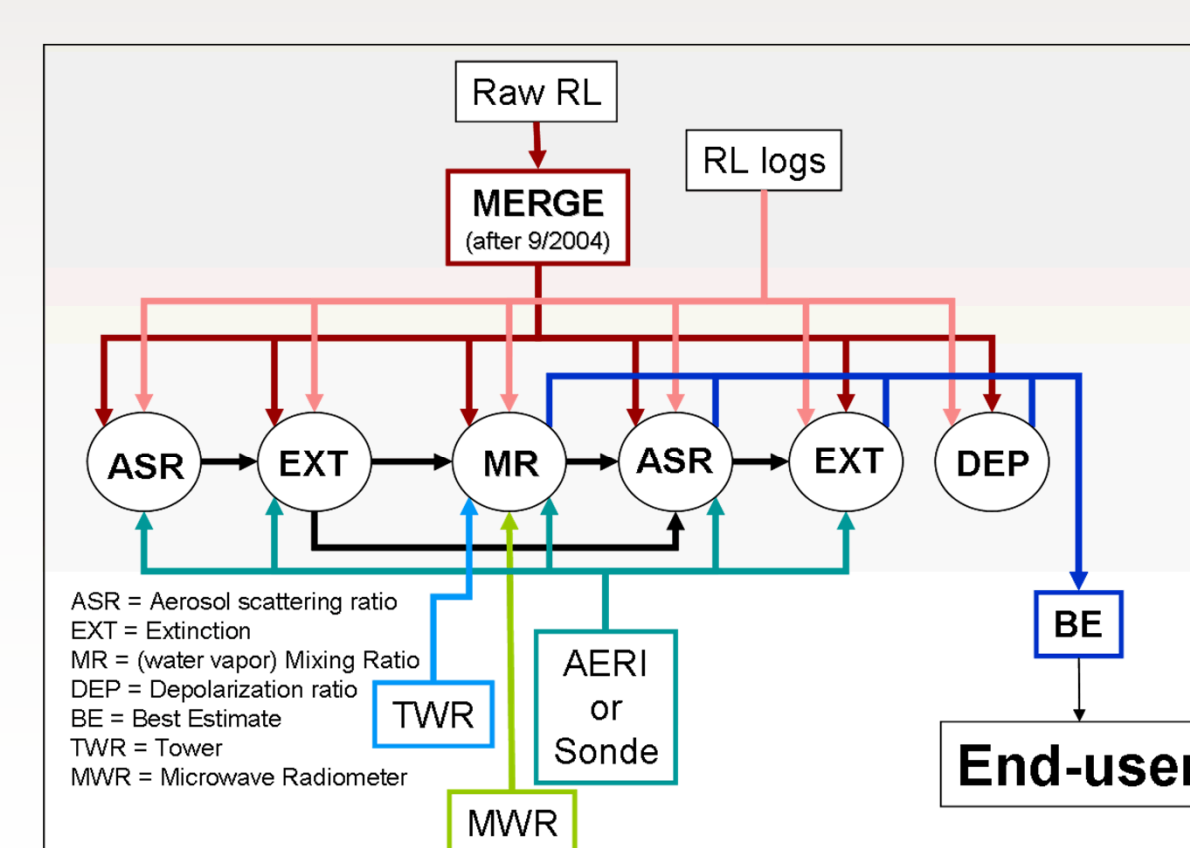 Raw RL
RL logs
MERGE
(after 9/2004)
ASR
EXT
MR
ASR
EXT
DEP
ASR = Aerosol scattering ratio
EXT = Extinction
MR = (water vapor) Mixing Ratio
DEP = Depolarization ratio
BE = Best Estimate
TWR = Tower
MWR = Microwave Radiometer
TWR
AERI
or
Sonde
MWR
BE
End-user